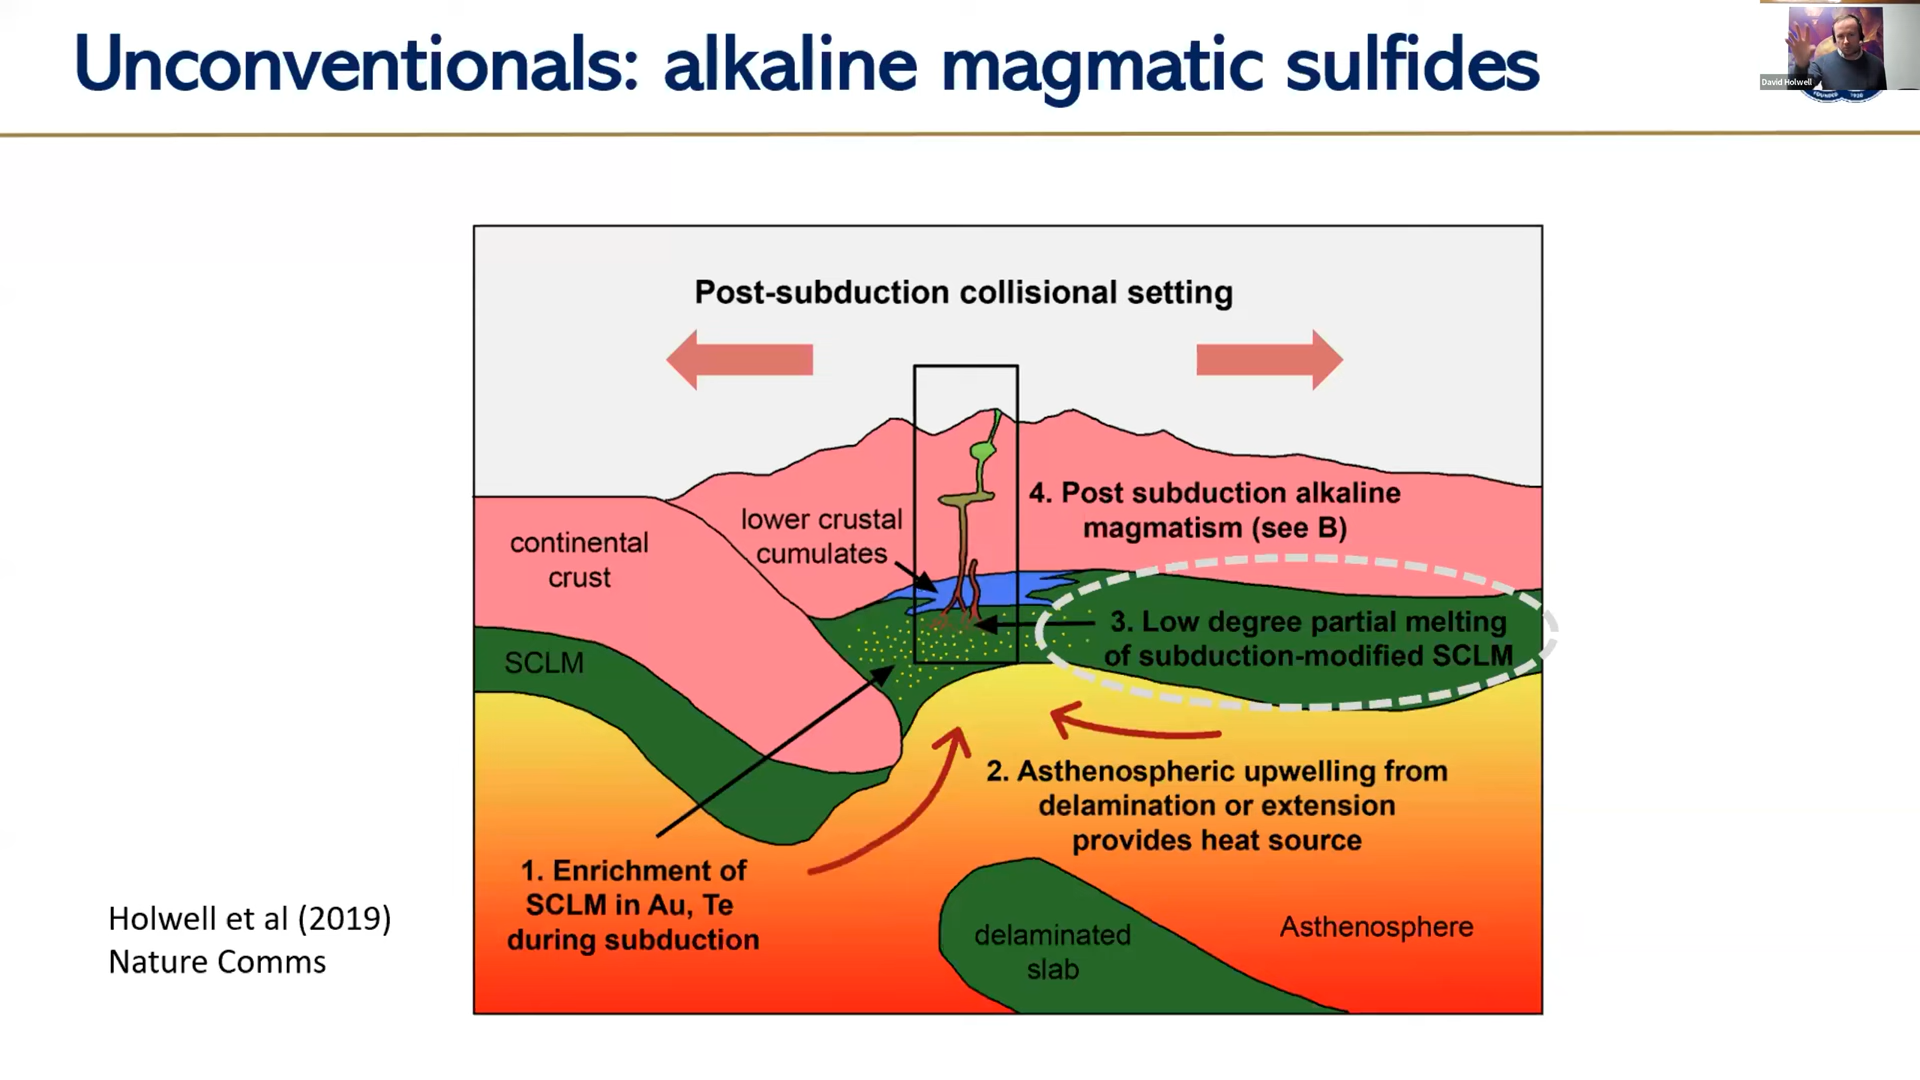 Unconventionals: alkaline magmatic sulfides
David Holwell
FOUNDED 1920
Post-subduction collisional setting
4. Post subduction alkaline
magmatism (see B)
lower crustal
cumulates
continental
crust
3. Low degree partial melting
of subduction-modified SCLM
SCLM
2. Asthenospheric upwelling from
delamination or extension
provides heat source
1. Enrichment of
SCLM in Au, Te
during subduction
delaminated
slab
Asthenosphere
Holwell et al (2019)
Nature Comms